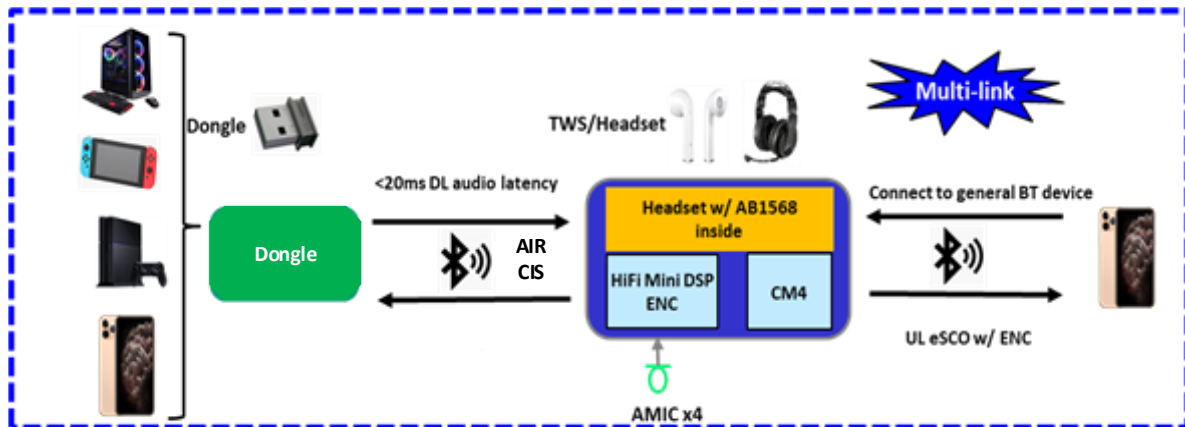 Multi-link
Dongle
TWS/Headset
<20ms DL audio latency
Connect to general BT device
Headset w/ AB1568
inside
Dongle
AIR
CIS
HiFi Mini DSP
ENC
CM4
UL eSCO w/ ENC
AMIC x4